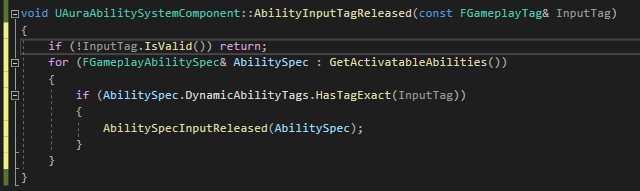 void UAuraAbilitySystemComponent::AbilityInputTagReleased(const FGameplayTag& InputTag)
{
if (!InputTag.IsValid()) return;
for (FGameplayAbilitySpec& AbilitySpec : GetActivatableAbilities())
{
if (AbilitySpec.DynamicAbilityTags.HasTagExact(InputTag))
{
AbilitySpecInputReleased(AbilitySpec);
}
}
}